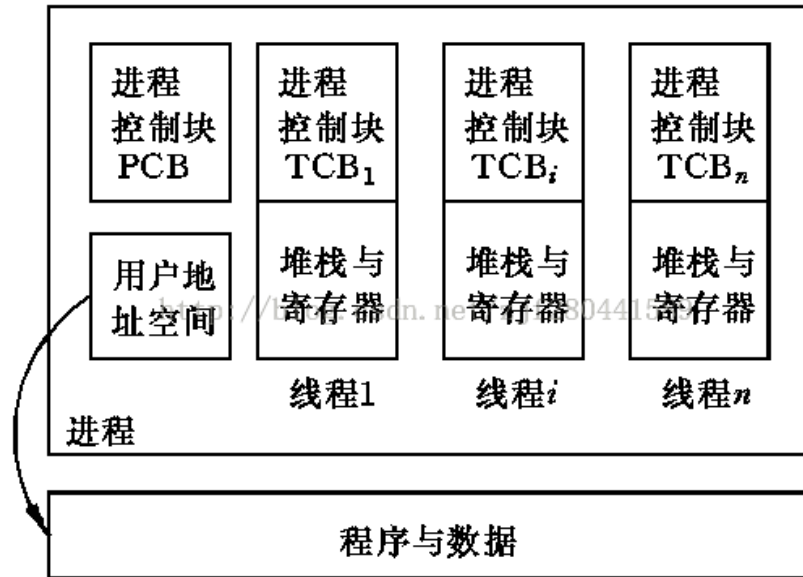 进程
控制块
PCB
进程
控制块
TCB1
进程
控制块
TCBi
进程
控制块
TCBn
用户地
址空间
堆栈与
寄存器
堆栈与
寄存器
堆栈与
寄存器
线程1
线程i
线程n
进程
程序与数据